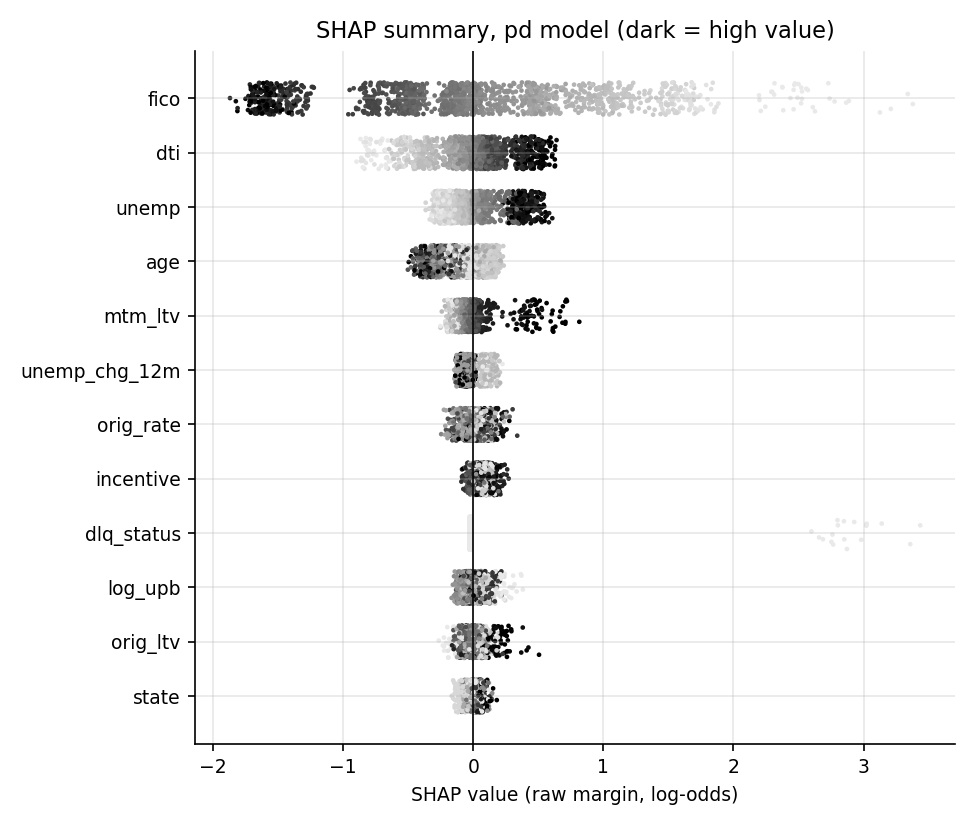 SHAP summary, pd model (dark = high value)
fico
dti
unemp
age
mtm_ltv
unemp_chg_12m
orig_rate
incentive
dlq_status
log_upb
orig_ltv
state
−2 −1 0 1 2 3
SHAP value (raw margin, log-odds)